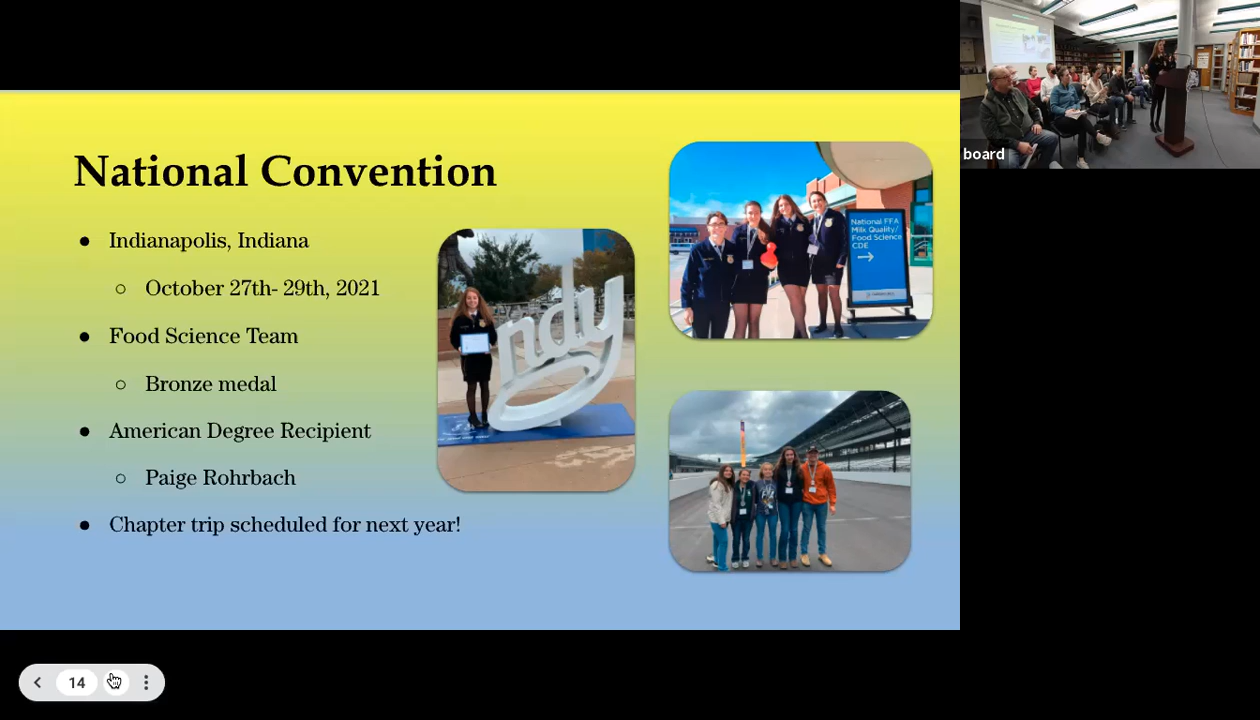 National Convention
Indianapolis, Indiana
October 27th- 29th, 2021
Food Science Team
Bronze medal
American Degree Recipient
Paige Rohrbach
Chapter trip scheduled for next year!
ndy
National FFA
Milk Quality/
Food Science
CDE
board
14